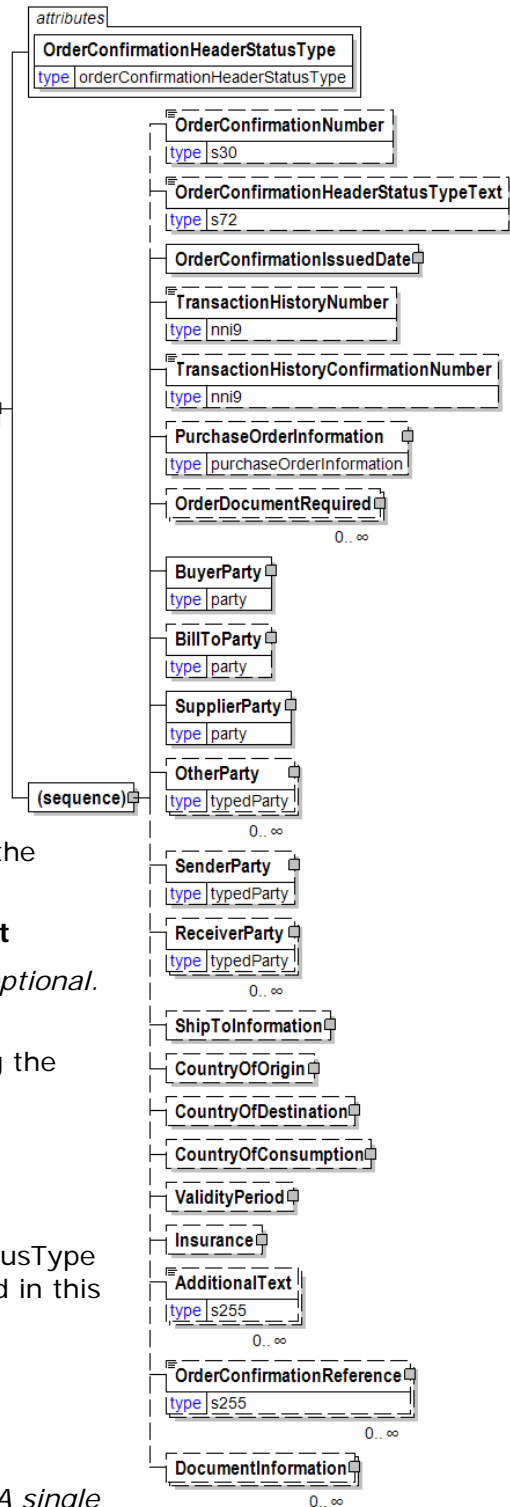 attributes
OrderConfirmationHeaderStatusType
type orderConfirmationHeaderStatusType
OrderConfirmationNumber
type s30
OrderConfirmationHeaderStatusTypeText
type s72
OrderConfirmationIssuedDate
TransactionHistoryNumber
type nni9
TransactionHistoryConfirmationNumber
type nni9
PurchaseOrderInformation
type purchaseOrderInformation
OrderDocumentRequired
0.. ∞
BuyerParty
type party
BillToParty
type party
SupplierParty
type party
OtherParty
type typedParty
(sequence)
0.. ∞
the
SenderParty
type typedParty
t
ReceiverParty
type typedParty
ptional.
0.. ∞
ShipToInformation
g the
CountryOfOrigin
CountryOfDestination
CountryOfConsumption
ValidityPeriod
Insurance
tusType
AdditionalText
d in this
type s255
0.. ∞
OrderConfirmationReference
type s255
0.. ∞
DocumentInformation
A single
0.. ∞